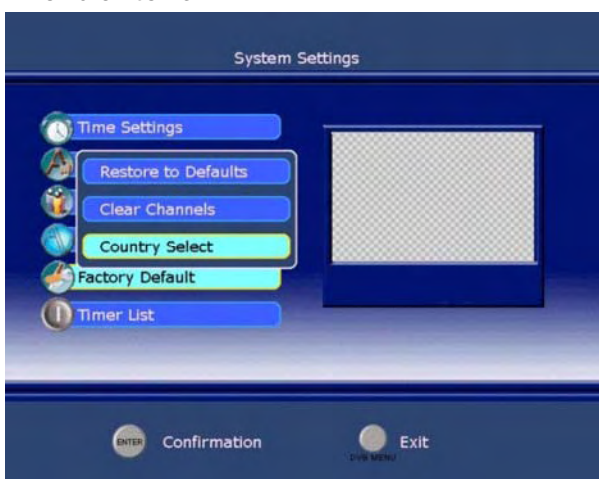 System Settings
Time Settings
Restore to Defaults
Clear Channels
Country Select
Factory Default
Timer List
ENTER Confirmation
Exit
DVB MENU